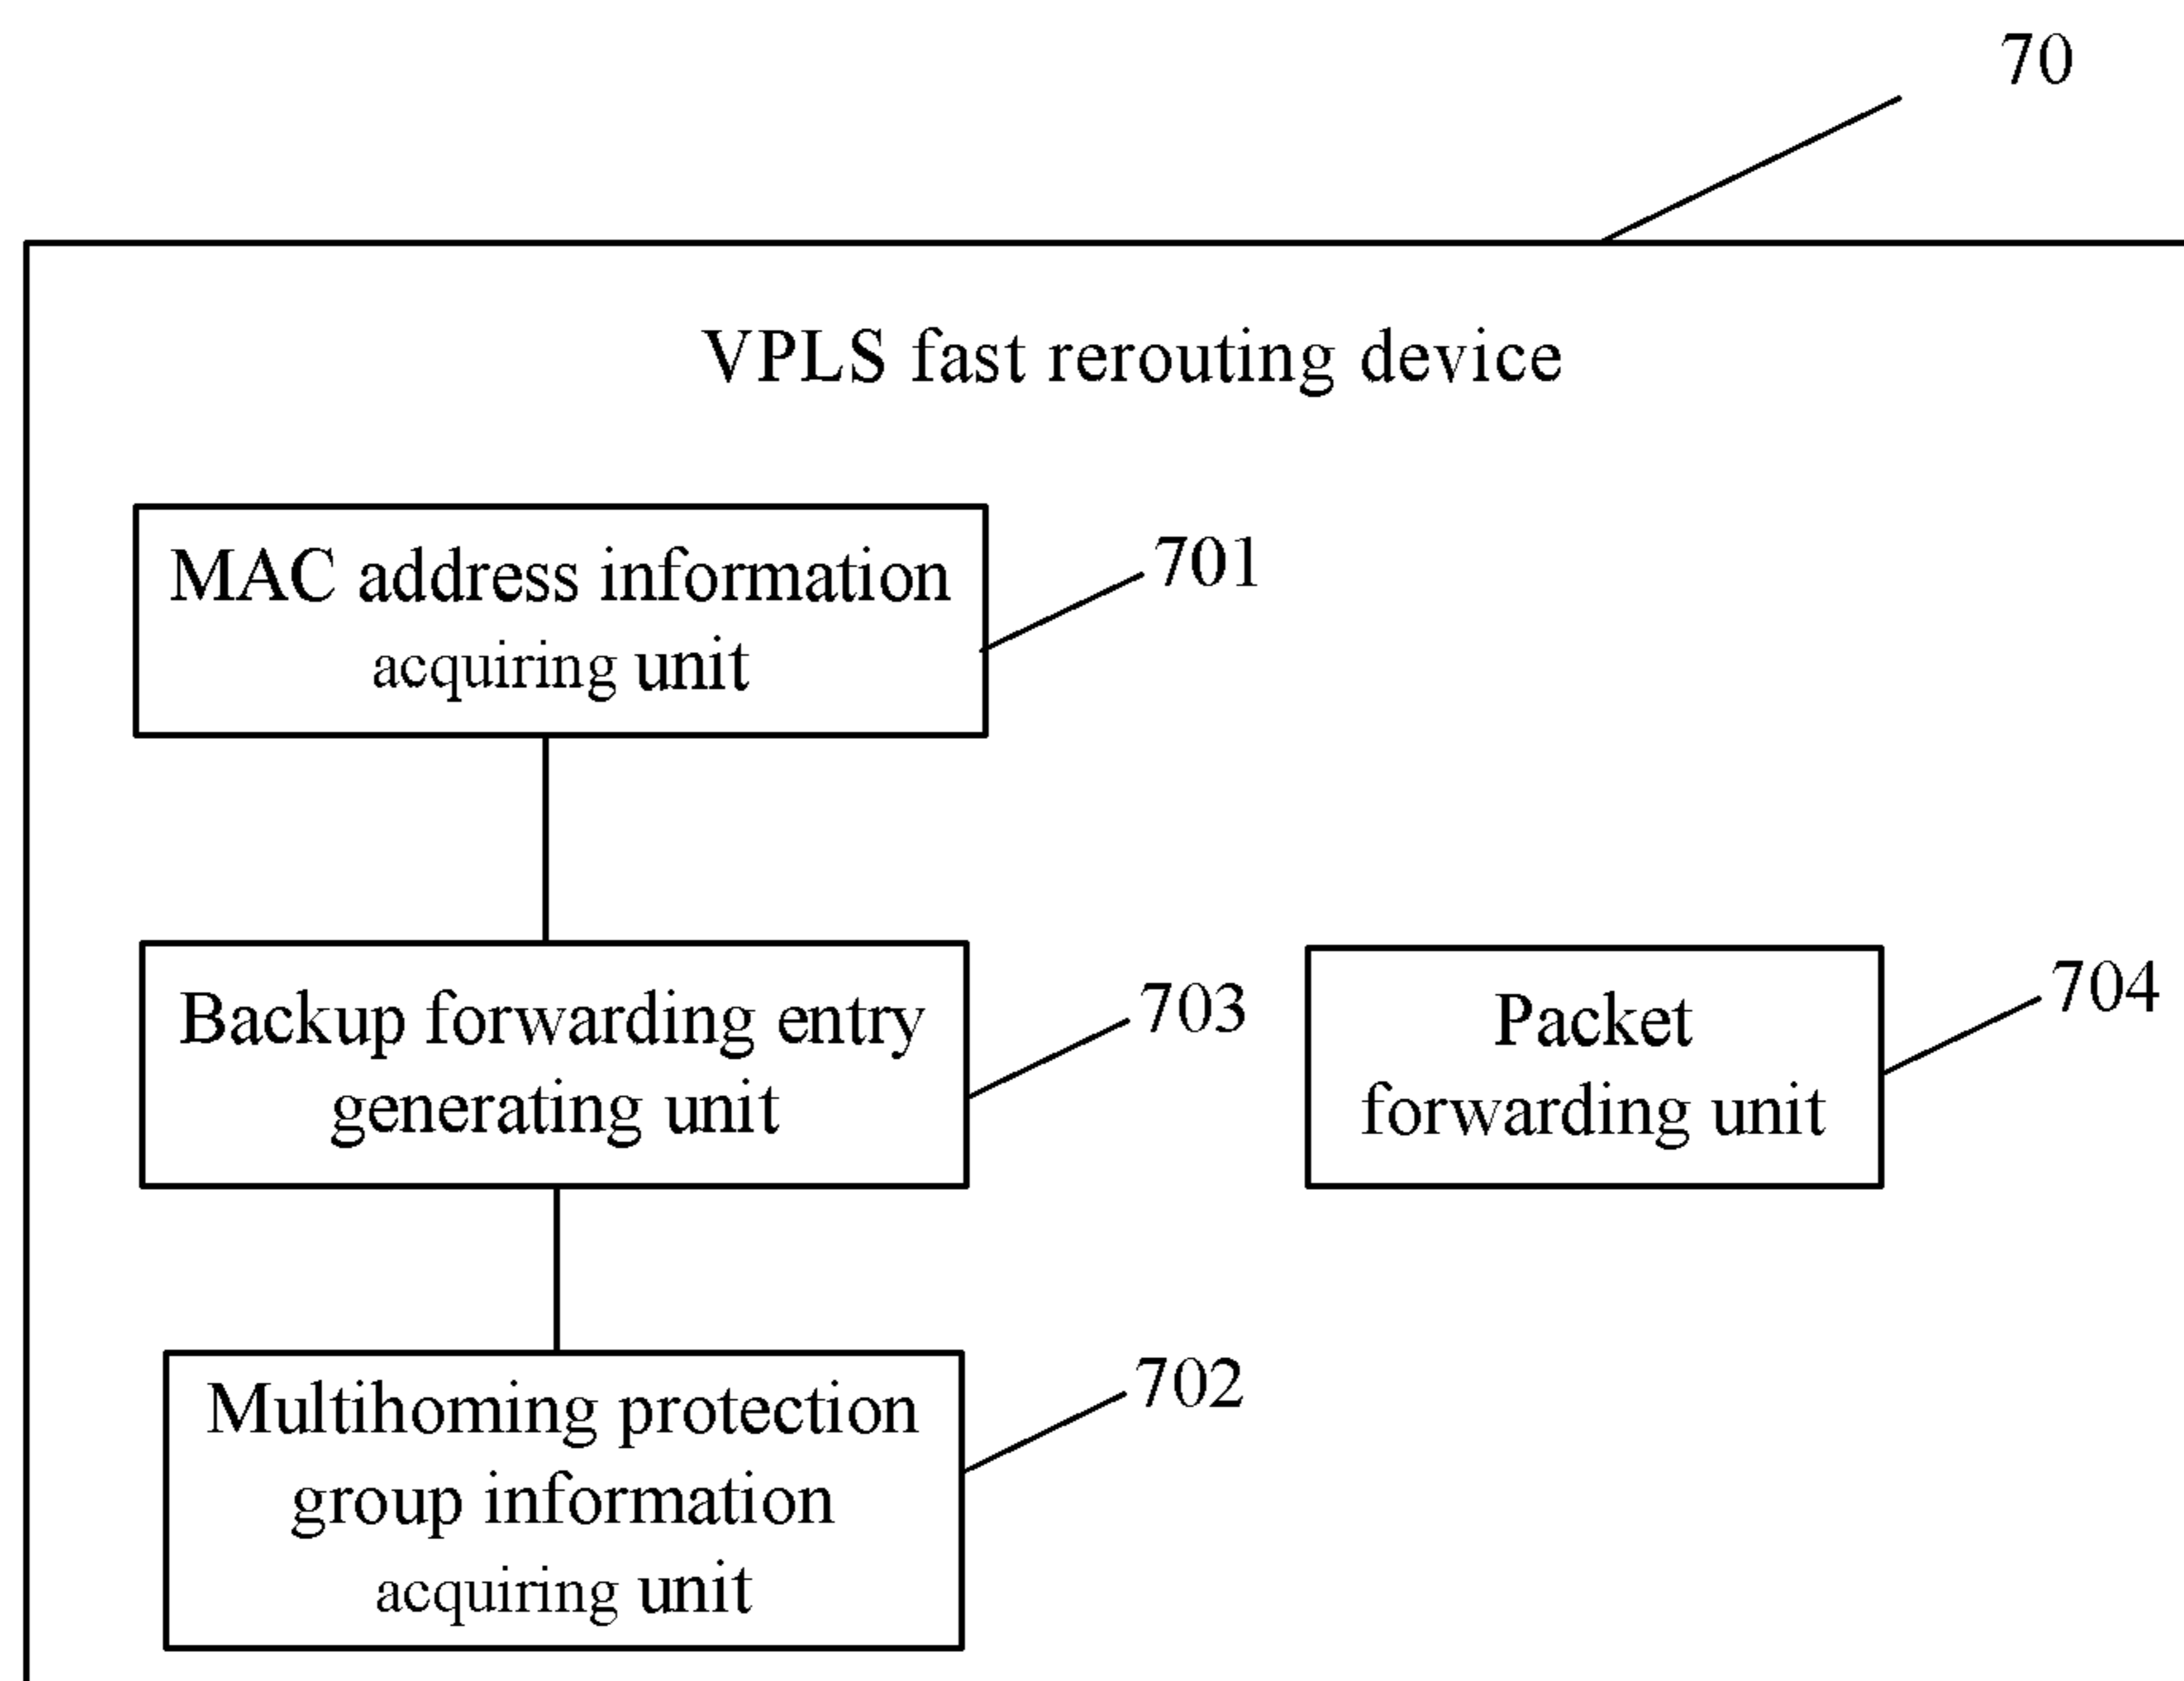 70
VPLS fast rerouting device
MAC address information
acquiring unit
701
Backup forwarding entry
generating unit
703
Packet
forwarding unit
704
Multihoming protection
group information
acquiring unit
702